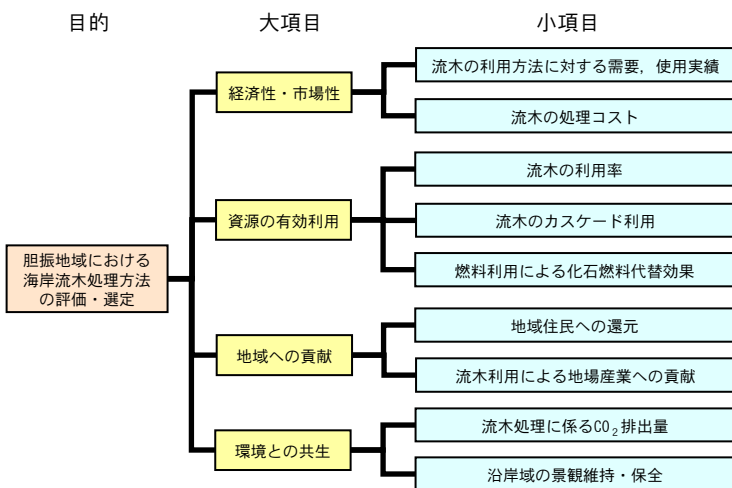 目的
大項目
小項目
胆振地域における
海岸流木処理方法
の評価・選定
経済性・市場性
流木の利用方法に対する需要，使用実績
流木の処理コスト
資源の有効利用
流木の利用率
流木のカスケード利用
燃料利用による化石燃料代替効果
地域への貢献
地域住民への還元
流木利用による地場産業への貢献
環境との共生
流木処理に係るCO₂排出量
沿岸域の景観維持・保全